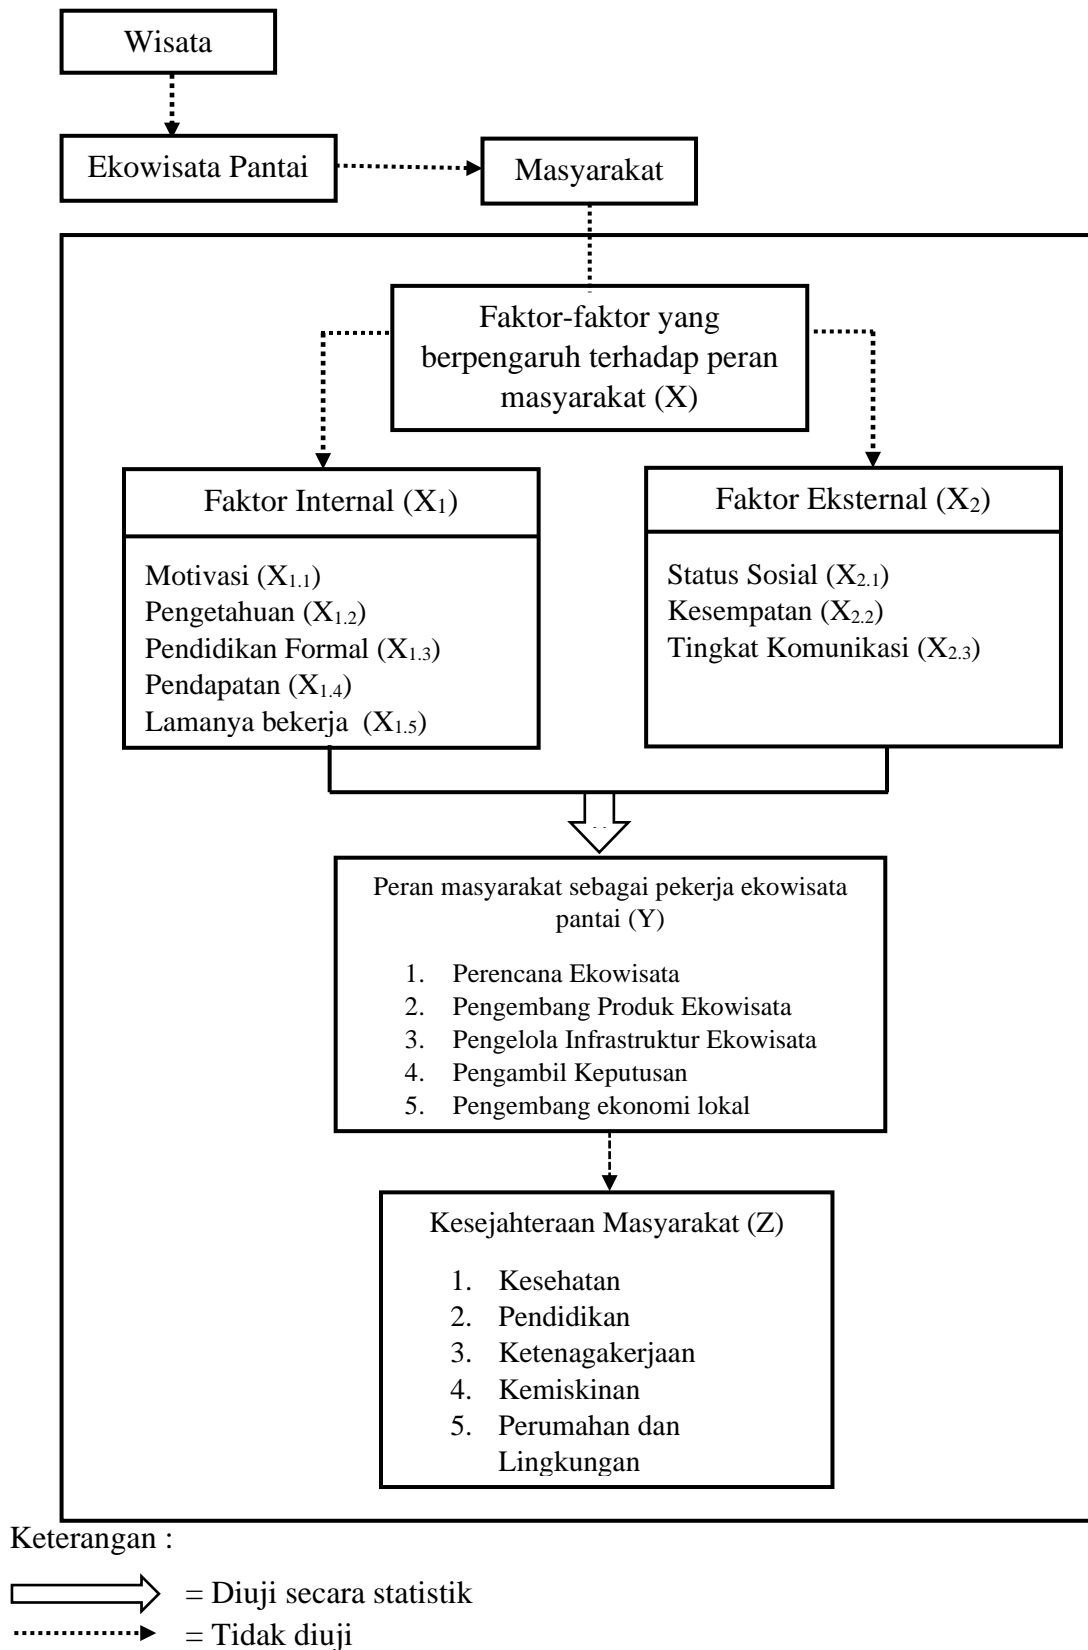 Wisata
Ekowisata Pantai
Masyarakat
Faktor-faktor yang
berpengaruh terhadap peran
masyarakat (X)
Faktor Internal (X₁)
Motivasi (X₁.₁)
Pengetahuan (X₁.₂)
Pendidikan Formal (X₁.₃)
Pendapatan (X₁.₄)
Lamanya bekerja (X₁.₅)
Faktor Eksternal (X₂)
Status Sosial (X₂.₁)
Kesempatan (X₂.₂)
Tingkat Komunikasi (X₂.₃)
Peran masyarakat sebagai pekerja ekowisata
pantai (Y)
1. Perencana Ekowisata
2. Pengembang Produk Ekowisata
3. Pengelola Infrastruktur Ekowisata
4. Pengambil Keputusan
5. Pengembang ekonomi lokal
Kesejahteraan Masyarakat (Z)
1. Kesehatan
2. Pendidikan
3. Ketenagakerjaan
4. Kemiskinan
5. Perumahan dan
Lingkungan
Keterangan :
= Diuji secara statistik
= Tidak diuji